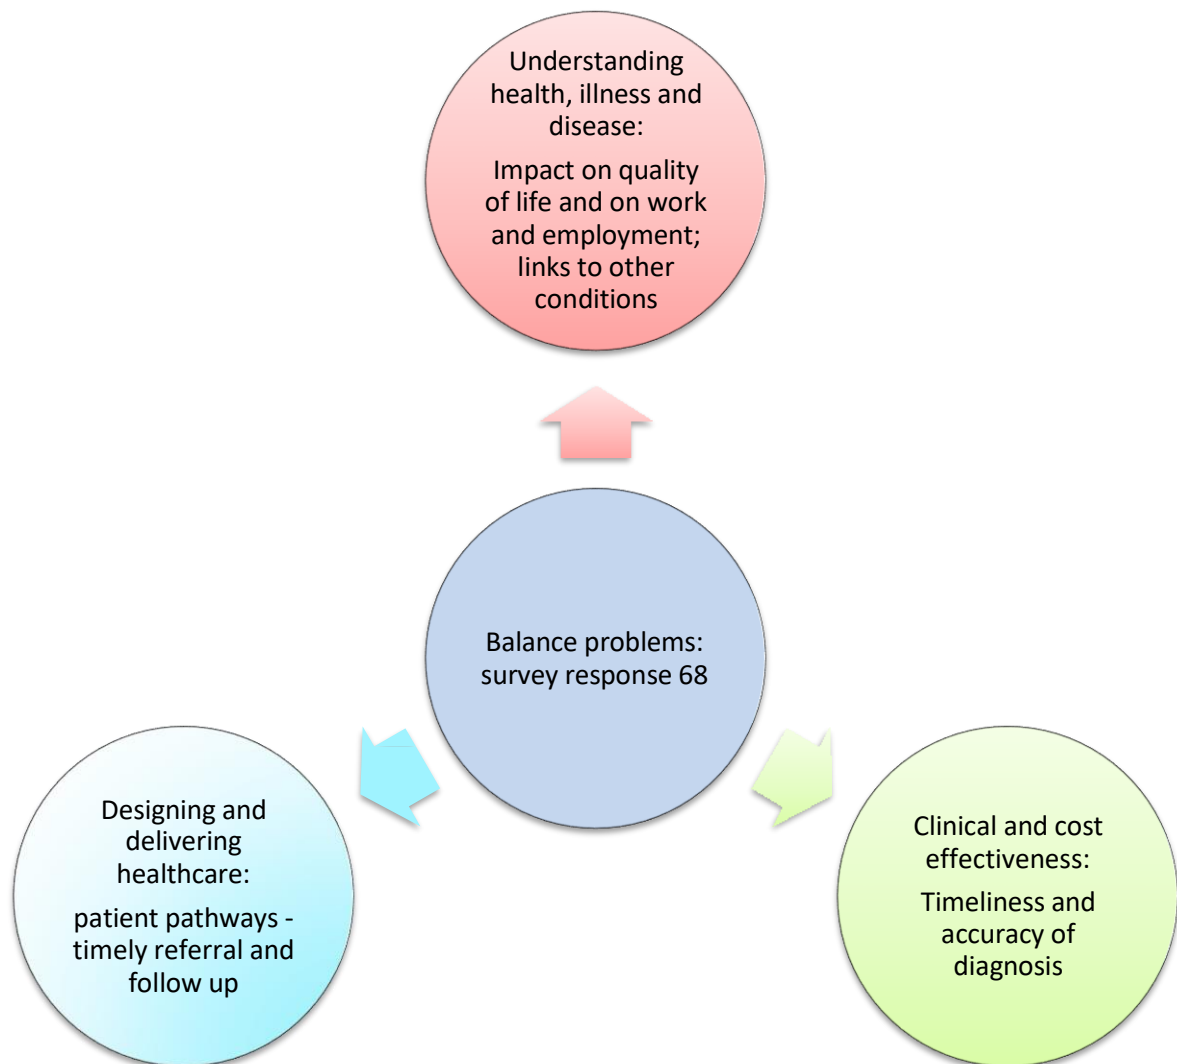 Understanding
health, illness and
disease:
Impact on quality
of life and on work
and employment;
links to other
conditions
Balance problems:
survey response 68
Designing and
delivering
healthcare:
patient pathways -
timely referral and
follow up
Clinical and cost
effectiveness:
Timeliness and
accuracy of
diagnosis